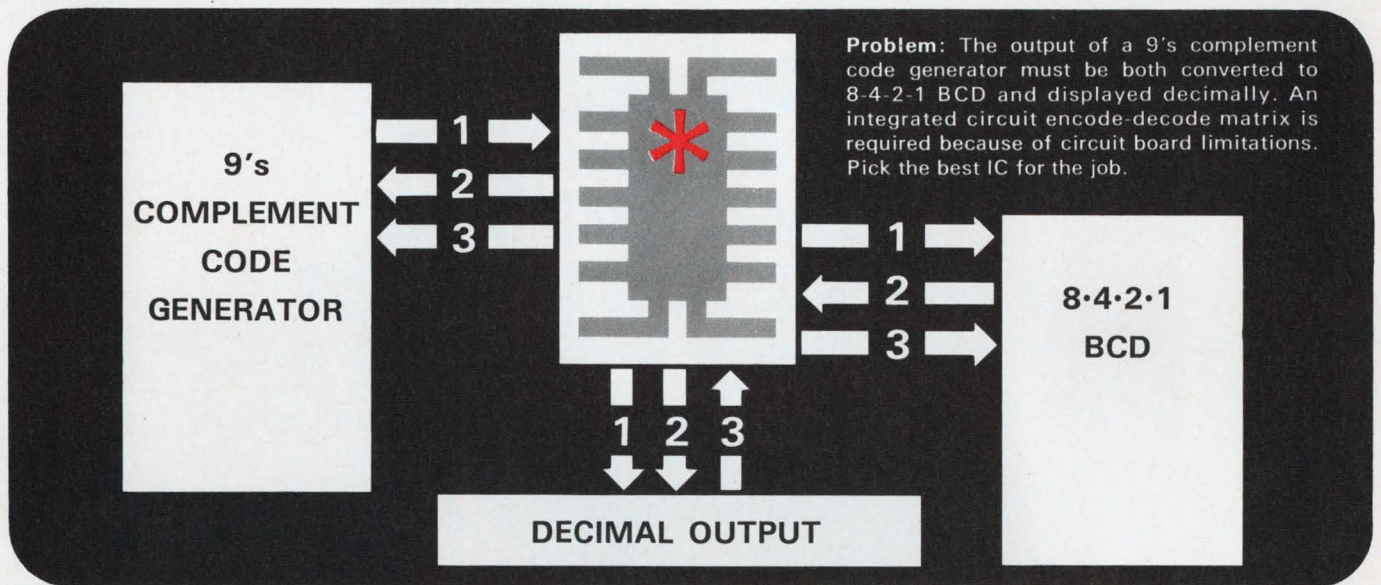 Problem: The output of a 9's complement
code generator must be both converted to
8-4-2-1 BCD and displayed decimally. An
integrated circuit encode-decode matrix is
required because of circuit board limitations.
Pick the best IC for the job.
9's
COMPLEMENT
CODE
GENERATOR
1
2
3
*
1
2
3
8·4·2·1
BCD
1 2 3
DECIMAL OUTPUT